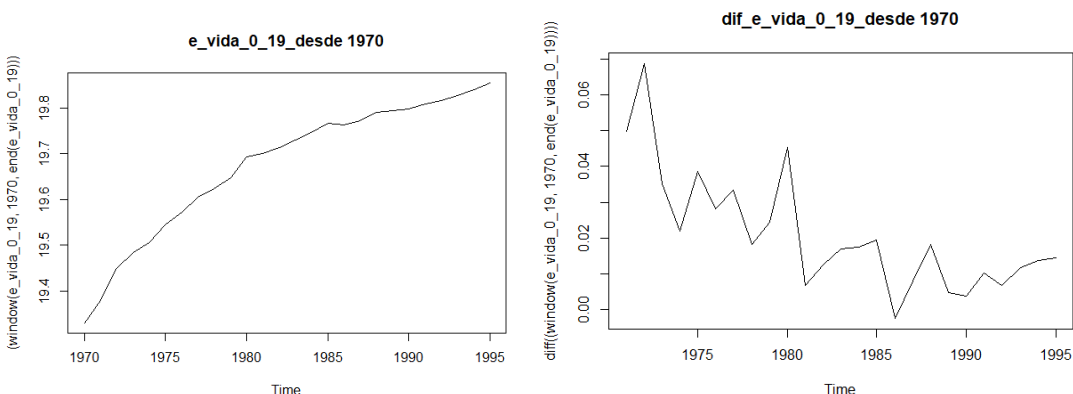 e_vida_0_19_desde 1970
(window(e_vida_0_19, 1970, end(e_vida_0_19)))
19.8
19.7
19.6
19.5
19.4
1970 1975 1980 1985 1990 1995
Time
dif_e_vida_0_19_desde 1970
diff((window(e_vida_0_19, 1970, end(e_vida_0_19))))
0.06
0.04
0.02
0.00
1975 1980 1985 1990 1995
Time